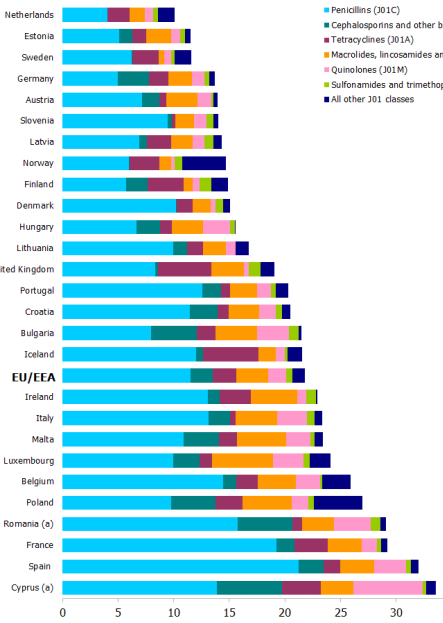 Netherlands
Estonia
Sweden
Germany
Austria
Slovenia
Latvia
Norway
Finland
Denmark
Hungary
Lithuania
ited Kingdom
Portugal
Croatia
Bulgaria
Iceland
EU/EEA
Ireland
Italy
Malta
Luxembourg
Belgium
Poland
Romania (a)
France
Spain
Cyprus (a)
0 5 10 15 20 25 30
Penicillins (J01C)
Cephalosporins and other b
Tetracyclines (J01A)
Macrolides, lincosamides an
Quinolones (J01M)
Sulfonamides and trimethop
All other J01 classes